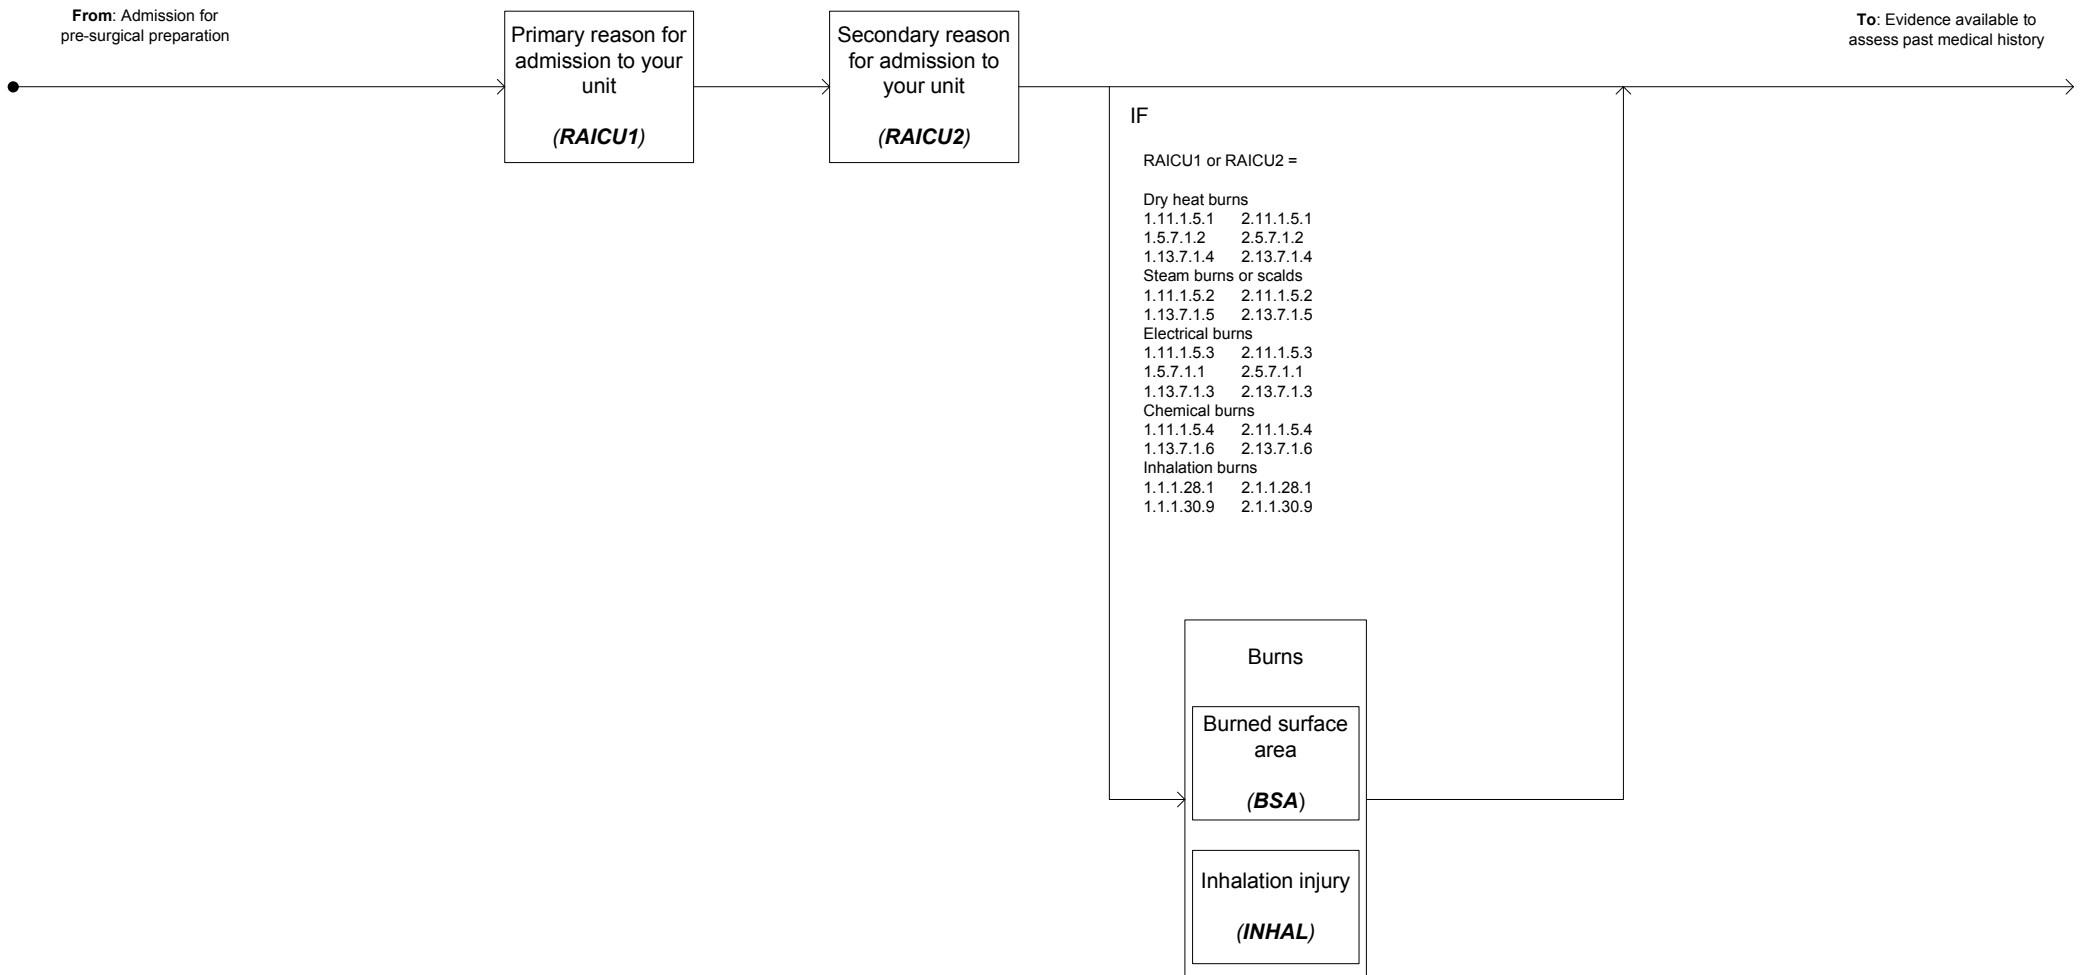 From: Admission for
pre-surgical preparation
Primary reason for
admission to your
unit
(RAICU1)
Secondary reason
for admission to
your unit
(RAICU2)
To: Evidence available to
assess past medical history
IF
RAICU1 or RAICU2 =
Dry heat burns
1.11.1.5.1 2.11.1.5.1
1.5.7.1.2 2.5.7.1.2
1.13.7.1.4 2.13.7.1.4
Steam burns or scalds
1.11.1.5.2 2.11.1.5.2
1.13.7.1.5 2.13.7.1.5
Electrical burns
1.11.1.5.3 2.11.1.5.3
1.5.7.1.1 2.5.7.1.1
1.13.7.1.3 2.13.7.1.3
Chemical burns
1.11.1.5.4 2.11.1.5.4
1.13.7.1.6 2.13.7.1.6
Inhalation burns
1.1.1.28.1 2.1.1.28.1
1.1.1.30.9 2.1.1.30.9
Burns
Burned surface
area
(BSA)
Inhalation injury
(INHAL)